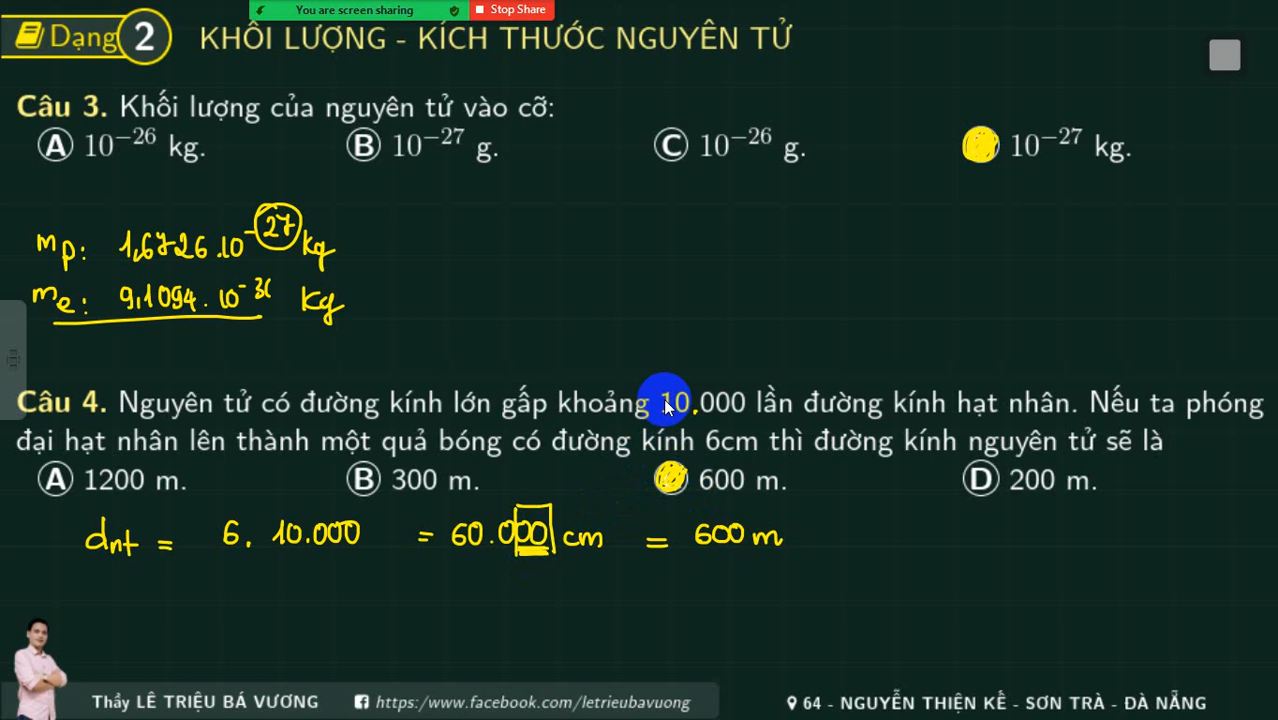 You are screen sharing Stop Share
Dạng 2 KHỐI LƯỢNG - KÍCH THƯỚC NGUYÊN TỬ
Câu 3. Khối lượng của nguyên tử vào cỡ:
A 10⁻²⁶ kg. B 10⁻²⁷ g. C 10⁻²⁶ g. 10⁻²⁷ kg.
mp: 1,6726.10⁻²⁷ kg
me: 9,1094.10⁻³¹ kg
Câu 4. Nguyên tử có đường kính lớn gấp khoảng 10.000 lần đường kính hạt nhân. Nếu ta phóng
đại hạt nhân lên thành một quả bóng có đường kính 6cm thì đường kính nguyên tử sẽ là
A 1200 m. B 300 m. 600 m. D 200 m.
dnt = 6. 10.000 = 60.000 cm = 600 m
Thầy LÊ TRIỆU BÁ VƯƠNG https://www.facebook.com/letrieubavuong 64 - NGUYỄN THIỆN KẾ - SƠN TRÀ - ĐÀ NẴNG